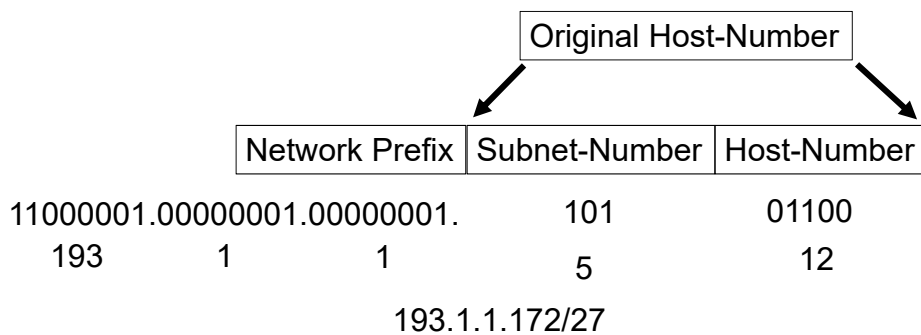 Original Host-Number
Network Prefix Subnet-Number Host-Number
11000001.00000001.00000001. 101 01100
193 1 1 5 12
193.1.1.172/27